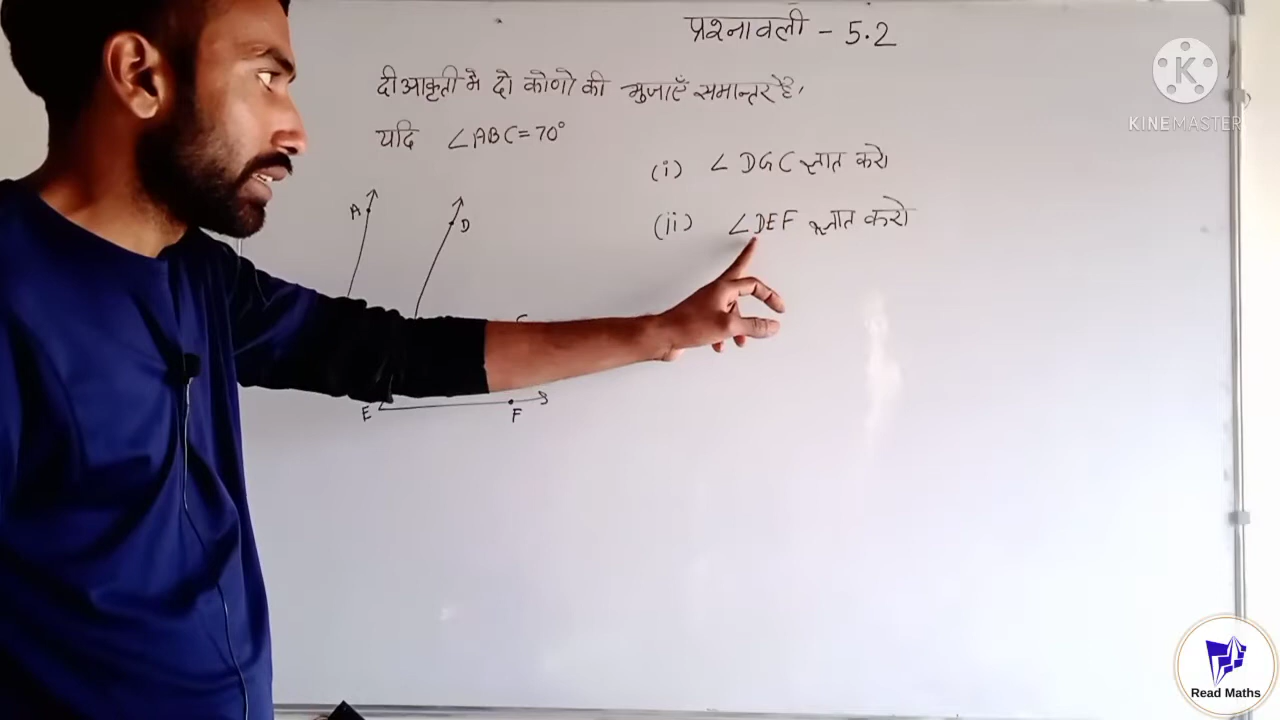 प्रश्नावली - 5.2
दी आकृती मे दो कोणो की भुजाएँ समान्तर है,
यदि ∠ABC = 70°
(i) ∠DGC ज्ञात करो
(ii) ∠DEF ज्ञात करो
A
D
C
E
F
K
KINEMASTER
Read Maths